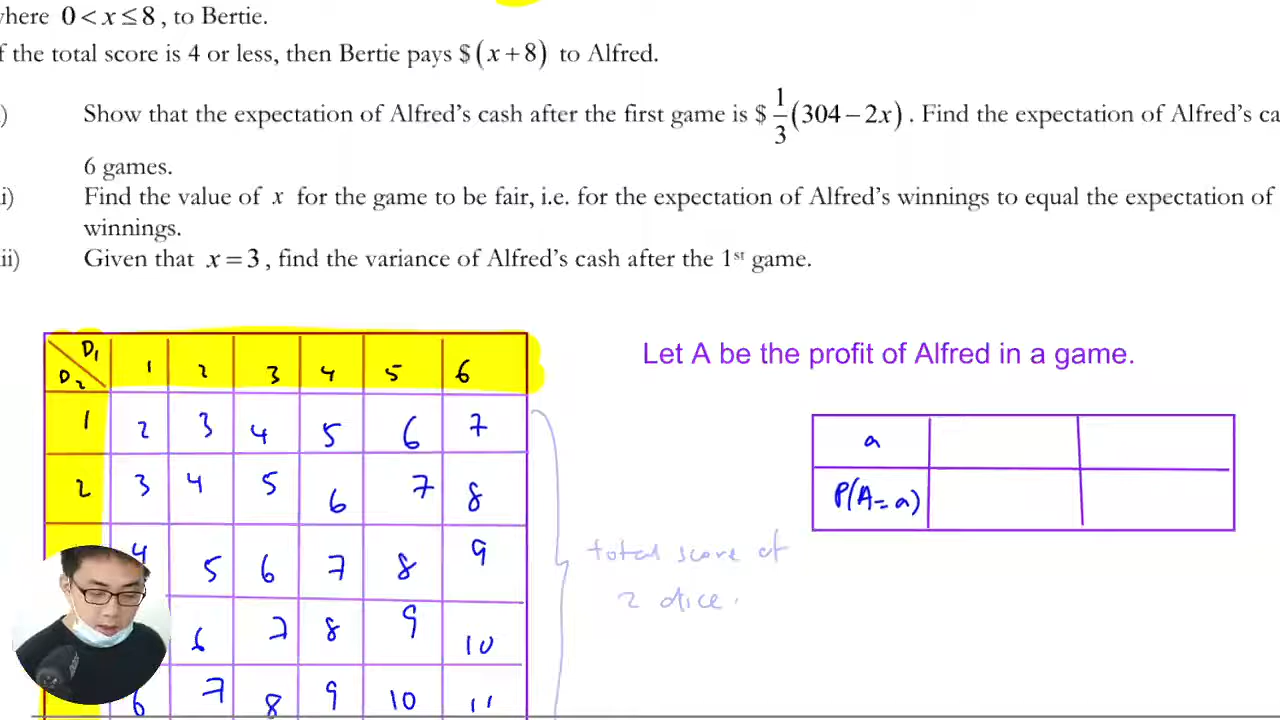 where 0 < x ≤ 8, to Bertie.
f the total score is 4 or less, then Bertie pays $(x+8) to Alfred.
) Show that the expectation of Alfred's cash after the first game is $ 1/3 (304 – 2x). Find the expectation of Alfred's ca
6 games.
i) Find the value of x for the game to be fair, i.e. for the expectation of Alfred's winnings to equal the expectation of
winnings.
ii) Given that x = 3, find the variance of Alfred's cash after the 1st game.
Let A be the profit of Alfred in a game.
D1 D2 1 2 3 4 5 6
1 2 3 4 5 6 7
2 3 4 5 6 7 8
4 5 6 7 8 9
6 7 8 9 10
6 7 8 9 10 11
total score of
2 dice.
a
P(A=a)